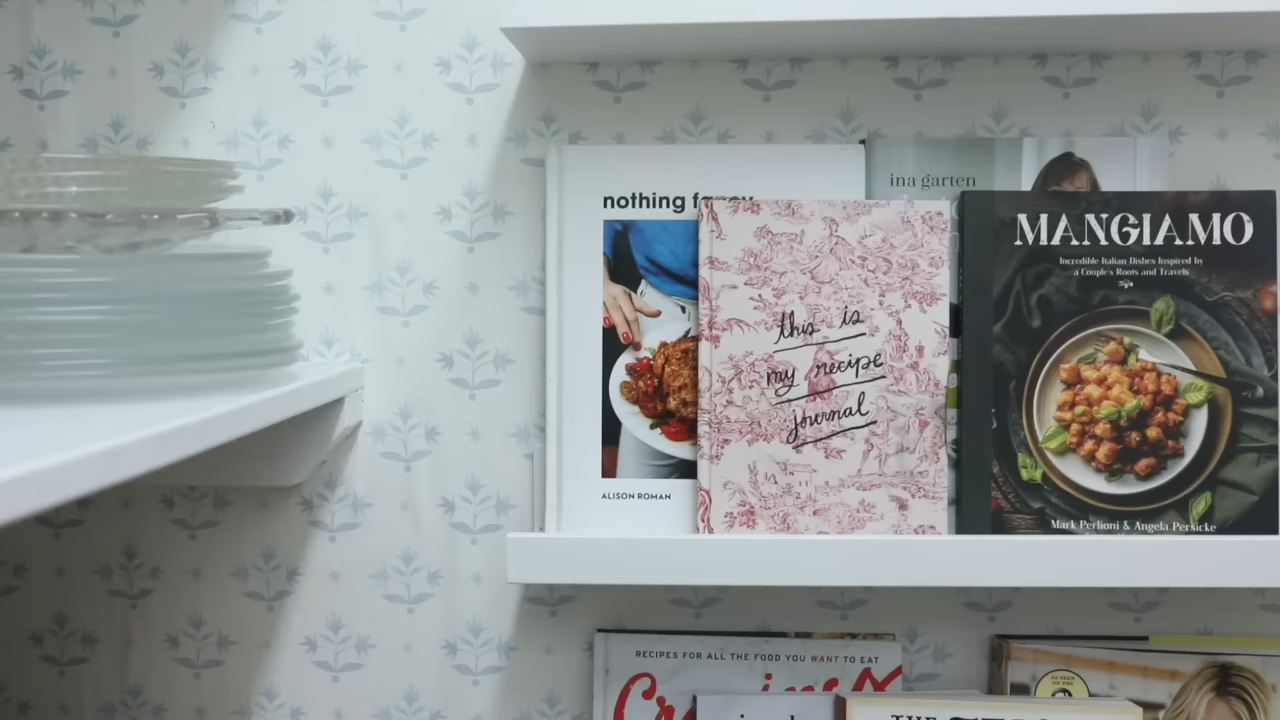 nothing
ALISON ROMAN
ina garten
this is
my recipe
journal
MANGIAMO
Incredible Italian Dishes Inspired by
a Couple's Roots and Travels
Mark Perlioni & Angela Persicke
RECIPES FOR ALL THE FOOD YOU WANT TO EAT
THE